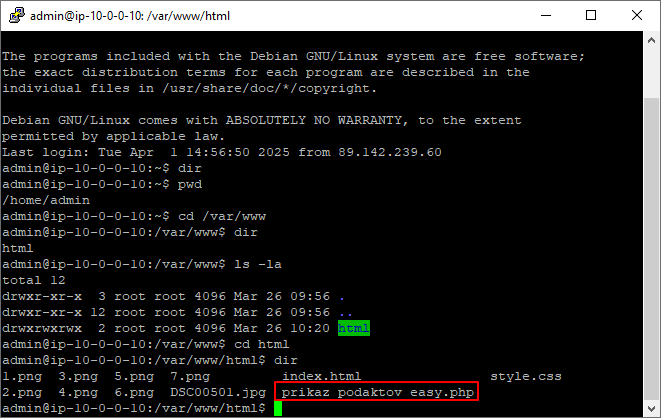 admin@ip-10-0-0-10: /var/www/html
The programs included with the Debian GNU/Linux system are free software;
the exact distribution terms for each program are described in the
individual files in /usr/share/doc/*/copyright.
Debian GNU/Linux comes with ABSOLUTELY NO WARRANTY, to the extent
permitted by applicable law.
Last login: Tue Apr  1 14:56:50 2025 from 89.142.239.60
admin@ip-10-0-0-10:~$ dir
admin@ip-10-0-0-10:~$ pwd
/home/admin
admin@ip-10-0-0-10:~$ cd /var/www
admin@ip-10-0-0-10:/var/www$ dir
html
admin@ip-10-0-0-10:/var/www$ ls -la
total 12
drwxr-xr-x  3 root root 4096 Mar 26 09:56 .
drwxr-xr-x 12 root root 4096 Mar 26 09:56 ..
drwxrwxrwx  2 root root 4096 Mar 26 10:20 html
admin@ip-10-0-0-10:/var/www$ cd html
admin@ip-10-0-0-10:/var/www/html$ dir
1.png  3.png  5.png  7.png         index.html                style.css
2.png  4.png  6.png  DSC00501.jpg  prikaz podaktov easy.php
admin@ip-10-0-0-10:/var/www/html$